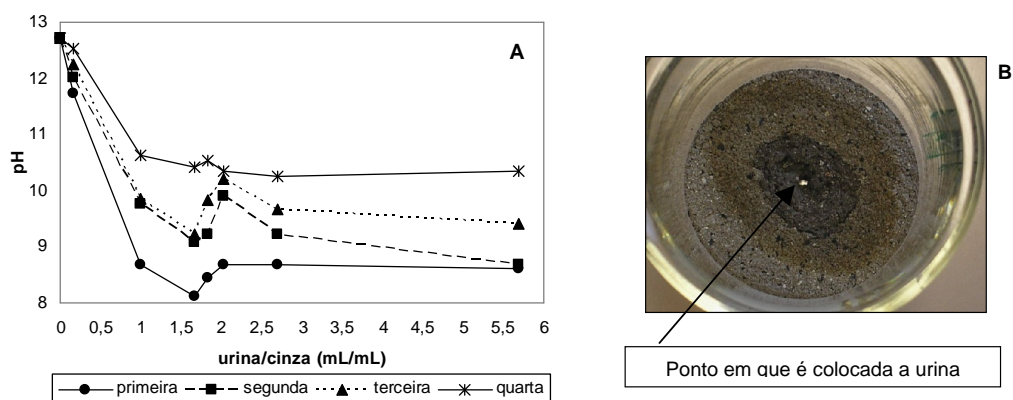 A
13
12
11
10
9
8
pH
0 0,5 1 1,5 2 2,5 3 3,5 4 4,5 5 5,5 6
urina/cinza (mL/mL)
primeira segunda terceira quarta
B
Ponto em que é colocada a urina